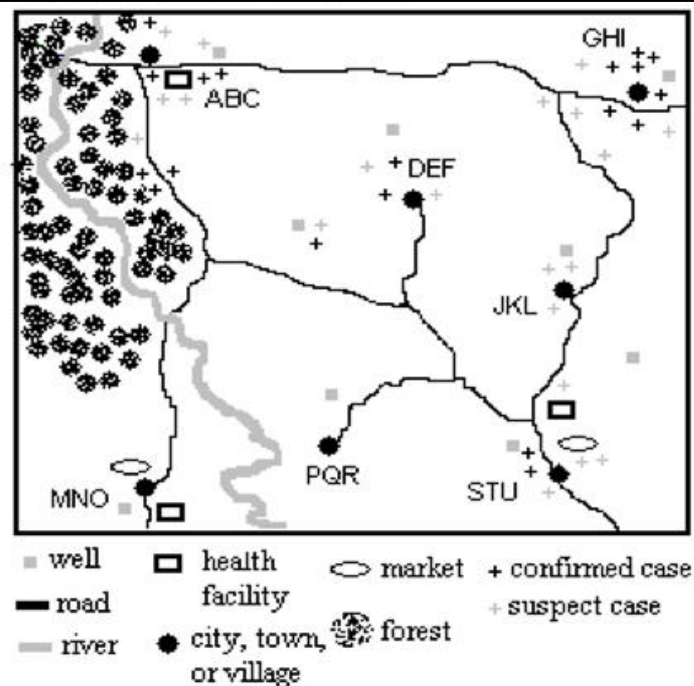 GHI
ABC
DEF
JKL
PQR
MNO
STU
well
health facility
market
confirmed case
road
suspect case
river
city, town, or village
forest